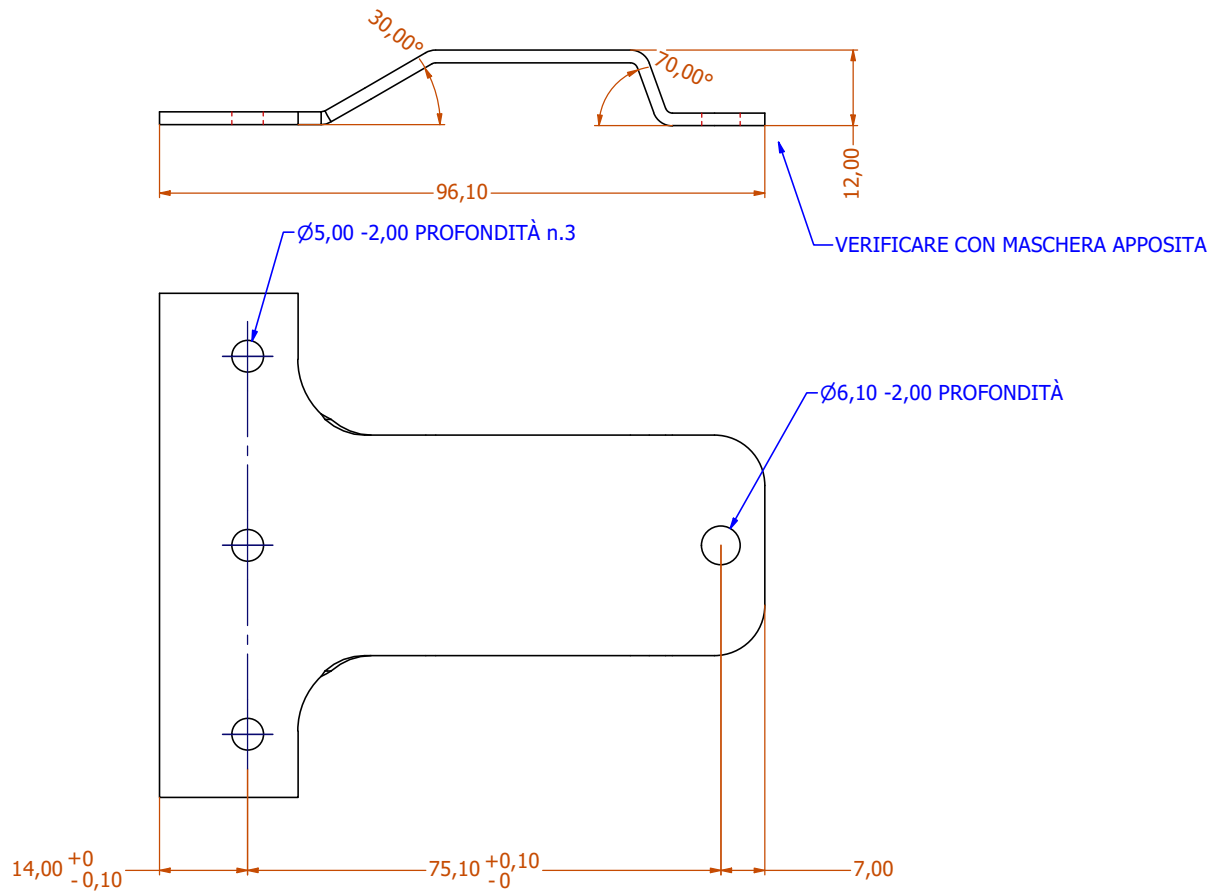 30,00°
70,00°
96,10
12,00
VERIFICARE CON MASCHERA APPOSITA
Ø5,00 -2,00 PROFONDITÀ n.3
Ø6,10 -2,00 PROFONDITÀ
14,00 +0 - 0,10
75,10 +0,10 -0
7,00